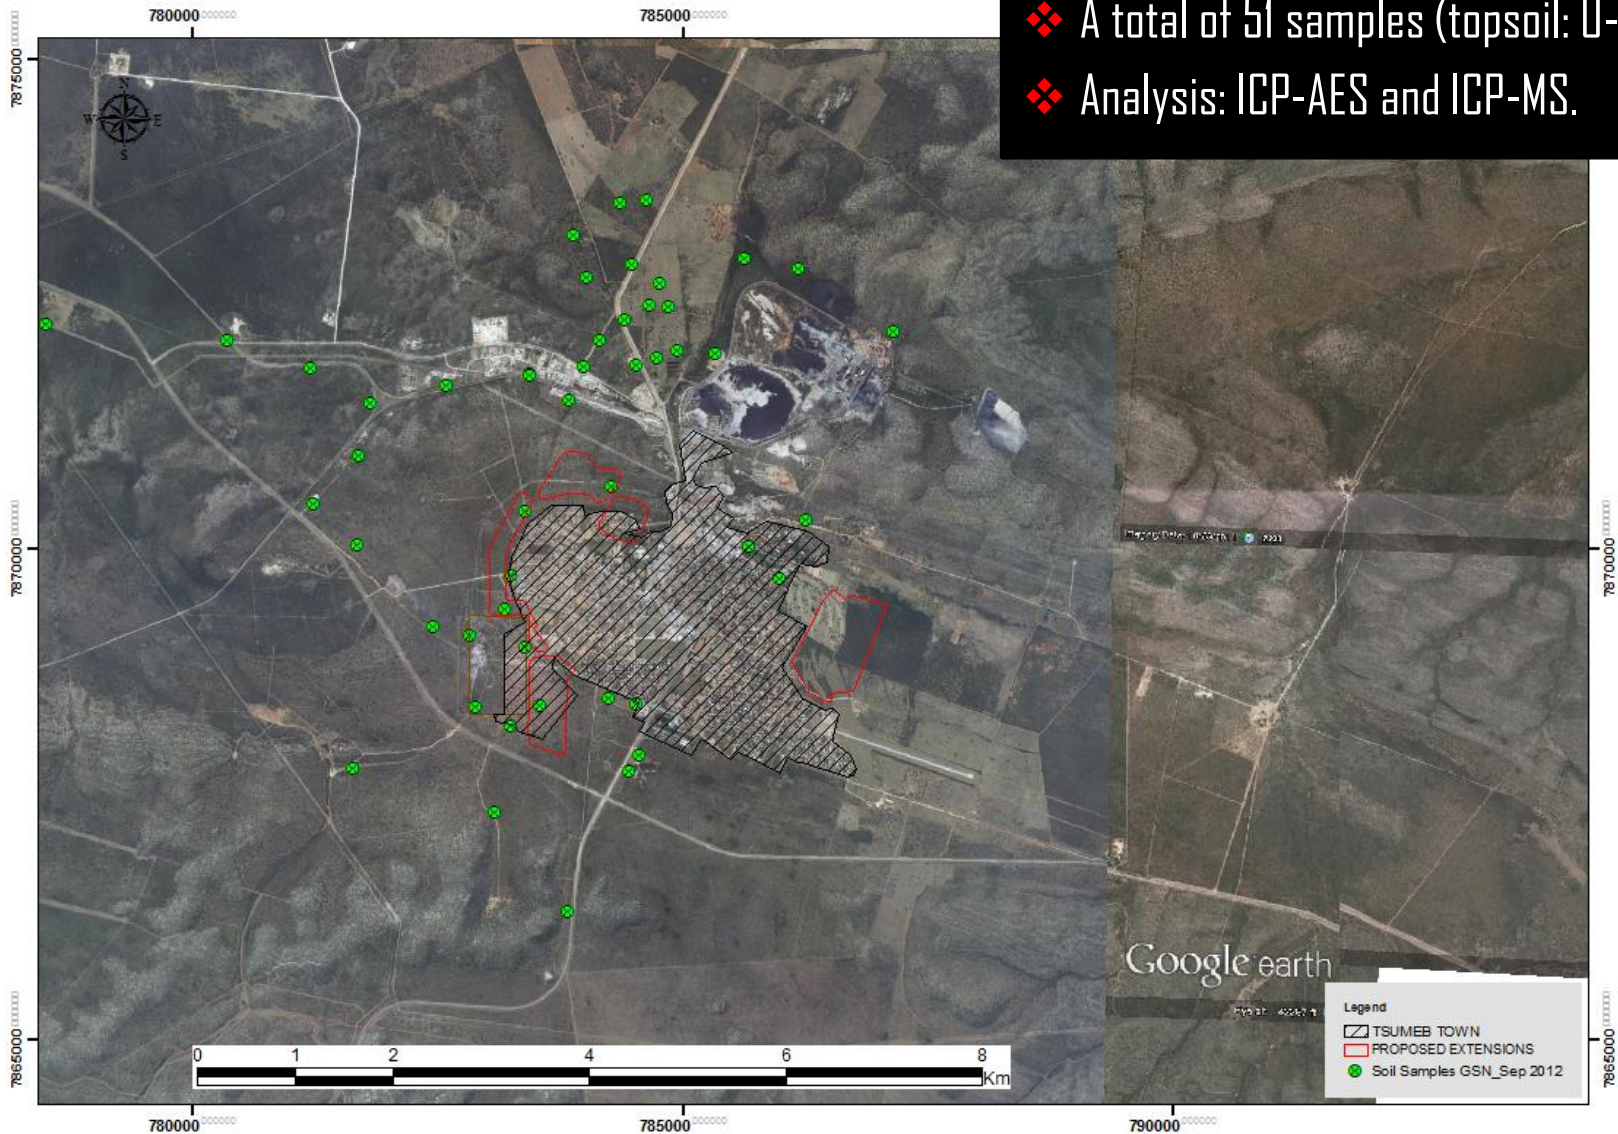 780000
785000
A total of 51 samples (topsoil: 0-
Analysis: ICP-AES and ICP-MS.
7875000
7875000
N
W
E
S
7870000
7870000
Google earth
Legend
TSUMEB TOWN
PROPOSED EXTENSIONS
Soil Samples GSN_Sep 2012
7865000
7865000
0 1 2 4 6 8
Km
780000
785000
790000